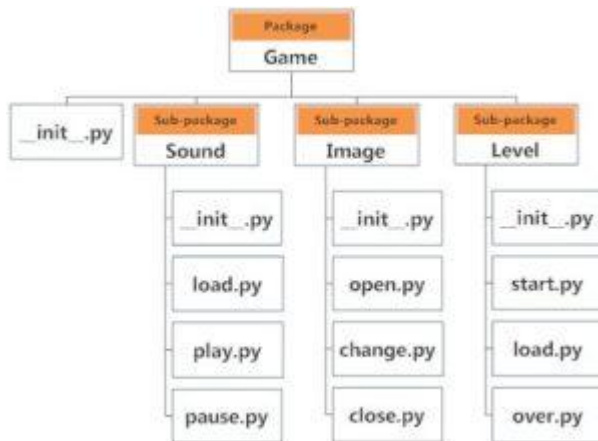 Package
Game
__init__.py
Sub-package
Sound
Sub-package
Image
Sub-package
Level
__init__.py
__init__.py
__init__.py
load.py
open.py
start.py
play.py
change.py
load.py
pause.py
close.py
over.py